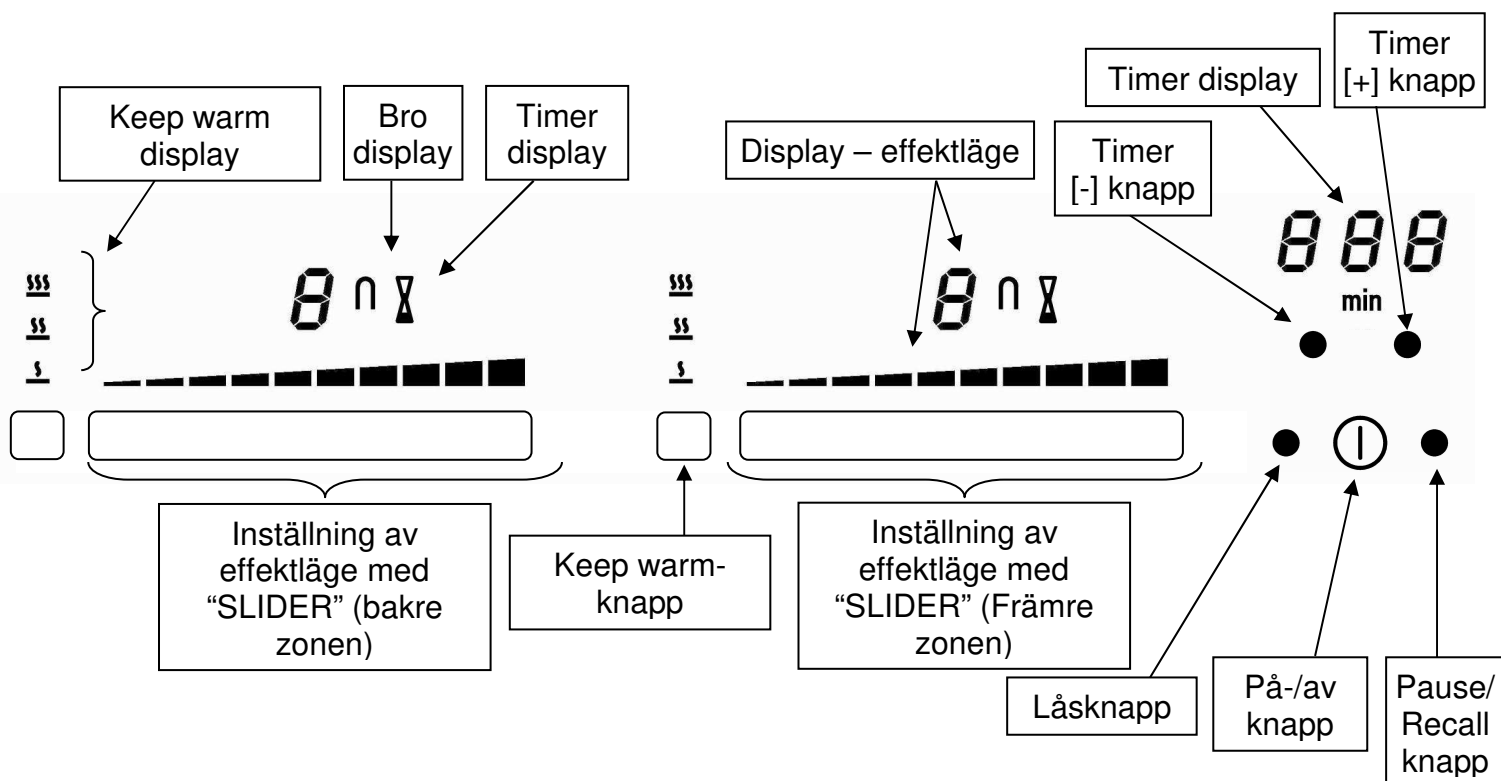 Timer
[+] knapp
Timer display
Keep warm
display
Bro
display
Timer
display
Display – effektläge
Timer
[-] knapp
8
8
888
min
Inställning av
effektläge med
“SLIDER” (bakre
zonen)
Keep warm-
knapp
Inställning av
effektläge med
“SLIDER” (Främre
zonen)
Låsknapp
På-/av
knapp
Pause/
Recall
knapp